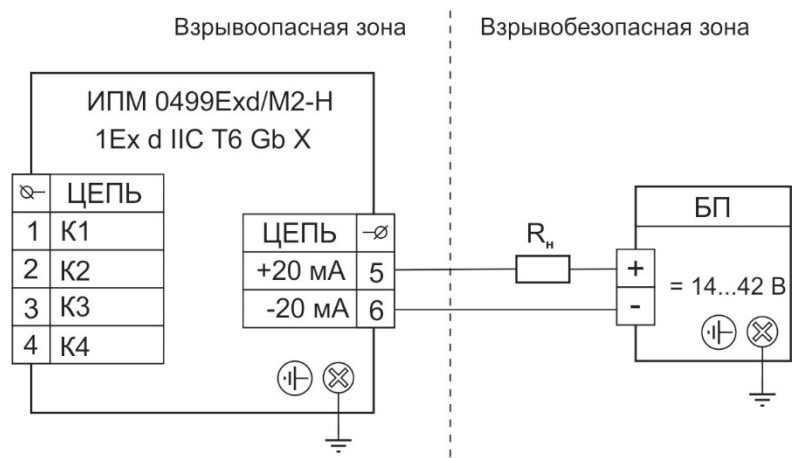 Взрывоопасная зона
Взрывобезопасная зона
ИПМ 0499Exd/М2-Н
1Ex d IIC T6 Gb X
ЦЕПЬ
1 К1
2 К2
3 К3
4 К4
ЦЕПЬ
+20 мА 5
-20 мА 6
Rн
БП
+
-
= 14...42 В